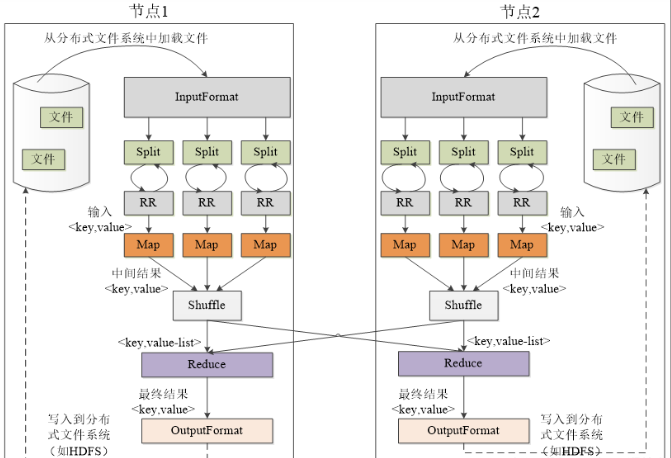 节点1
从分布式文件系统中加载文件
InputFormat
文件
文件
Split Split Split
RR RR RR
输入
<key,value>
Map Map Map
中间结果
<key,value>
Shuffle
<key,value-list>
Reduce
最终结果
<key,value>
OutputFormat
写入到分布
式文件系统
（如HDFS）
节点2
从分布式文件系统中加载文件
InputFormat
文件
文件
Split Split Split
RR RR RR
输入
<key,value>
Map Map Map
中间结果
<key,value>
Shuffle
<key,value-list>
Reduce
最终结果
<key,value>
OutputFormat
写入到分布
式文件系统
（如HDFS）